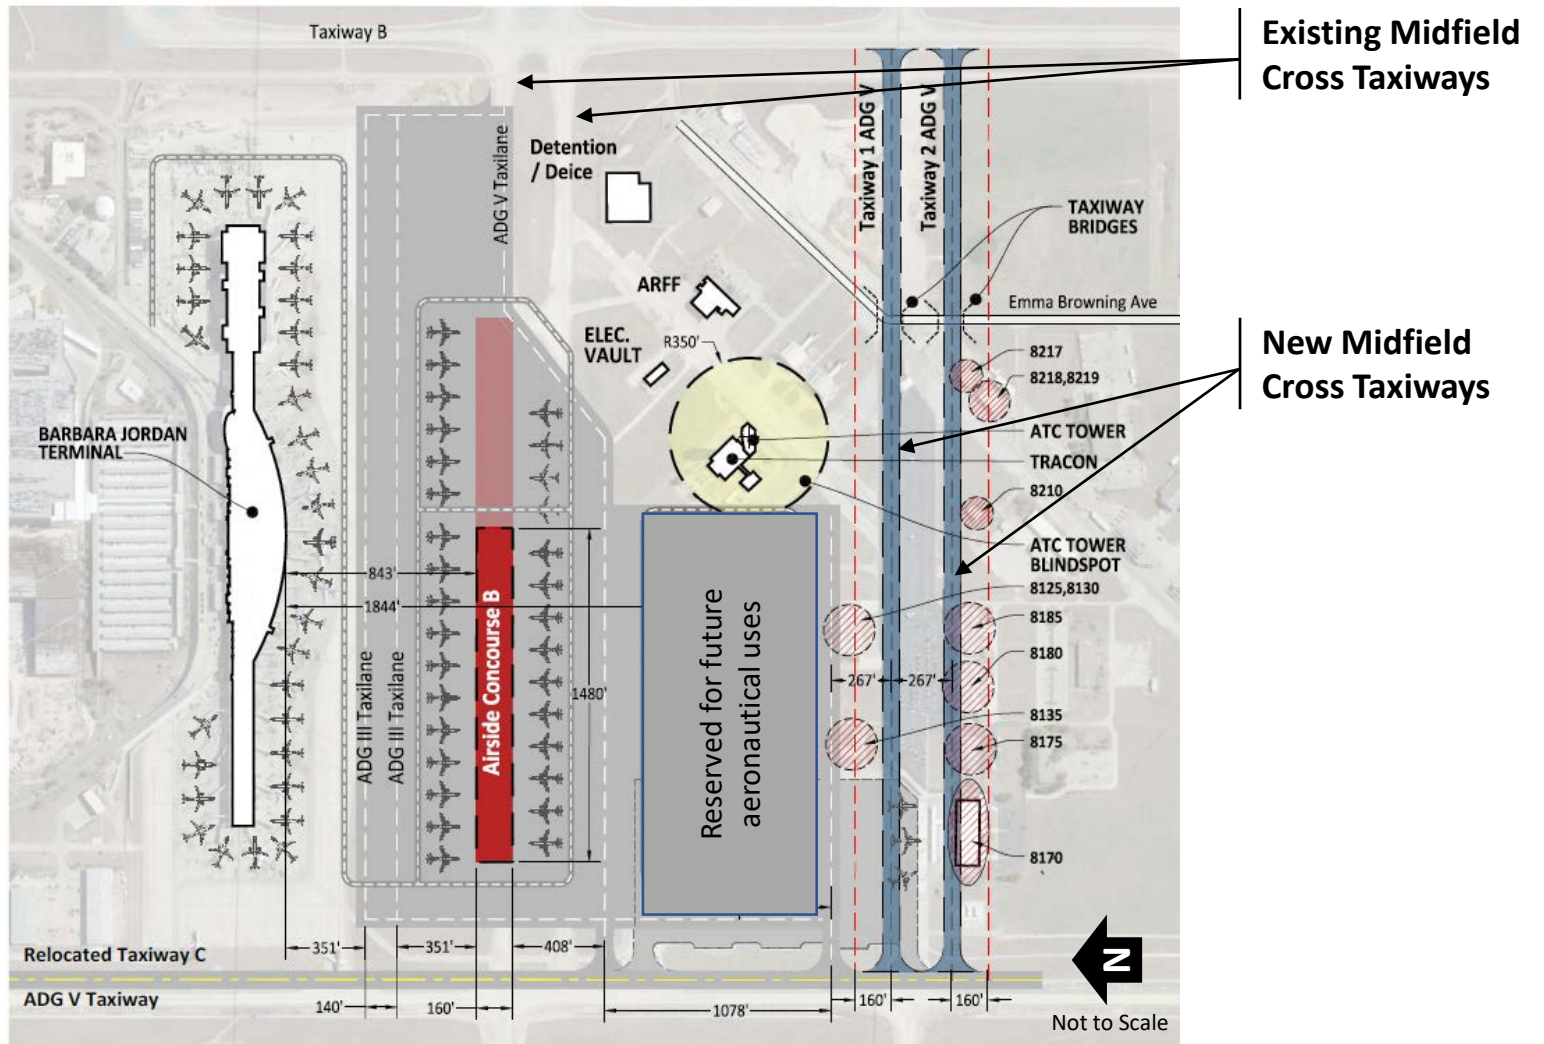 Taxiway B
Existing Midfield
Cross Taxiways
Detention
/ Deice
ADG V Taxilane
Taxiway 1 ADG V
Taxiway 2 ADG V
TAXIWAY
BRIDGES
ARFF
Emma Browning Ave
ELEC.
VAULT
R350'
New Midfield
Cross Taxiways
8217
8218,8219
BARBARA JORDAN
TERMINAL
ATC TOWER
TRACON
8210
ATC TOWER
BLINDSPOT
843'
1844'
8125,8130
8185
8180
267'
267'
8135
8175
8170
1480'
ADG III Taxilane
ADG III Taxilane
Airside Concourse B
Reserved for future
aeronautical uses
Relocated Taxiway C
351'
351'
408'
ADG V Taxiway
140'
160'
1078'
160'
160'
N
Not to Scale